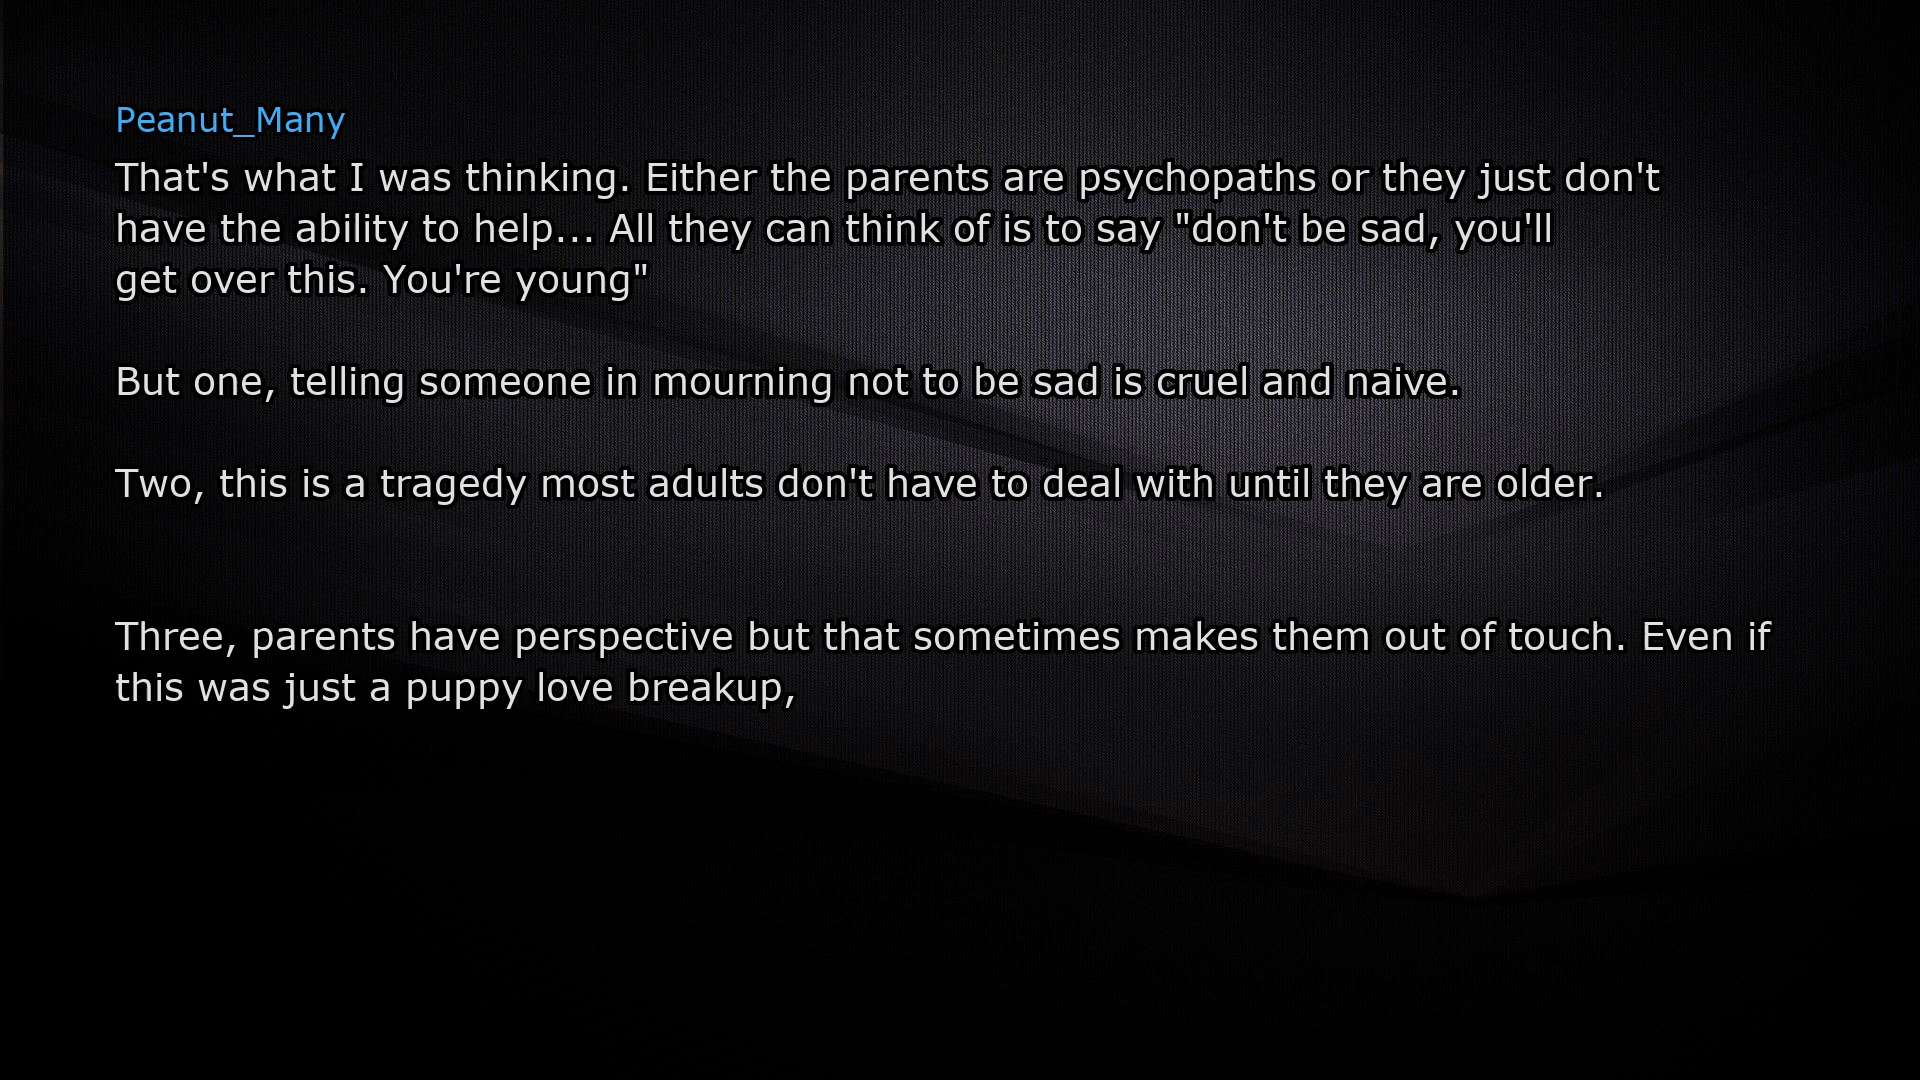 Peanut_Many
That's what I was thinking. Either the parents are psychopaths or they just don't
have the ability to help... All they can think of is to say "don't be sad, you'll
get over this. You're young"
But one, telling someone in mourning not to be sad is cruel and naive.
Two, this is a tragedy most adults don't have to deal with until they are older.
Three, parents have perspective but that sometimes makes them out of touch. Even if
this was just a puppy love breakup,